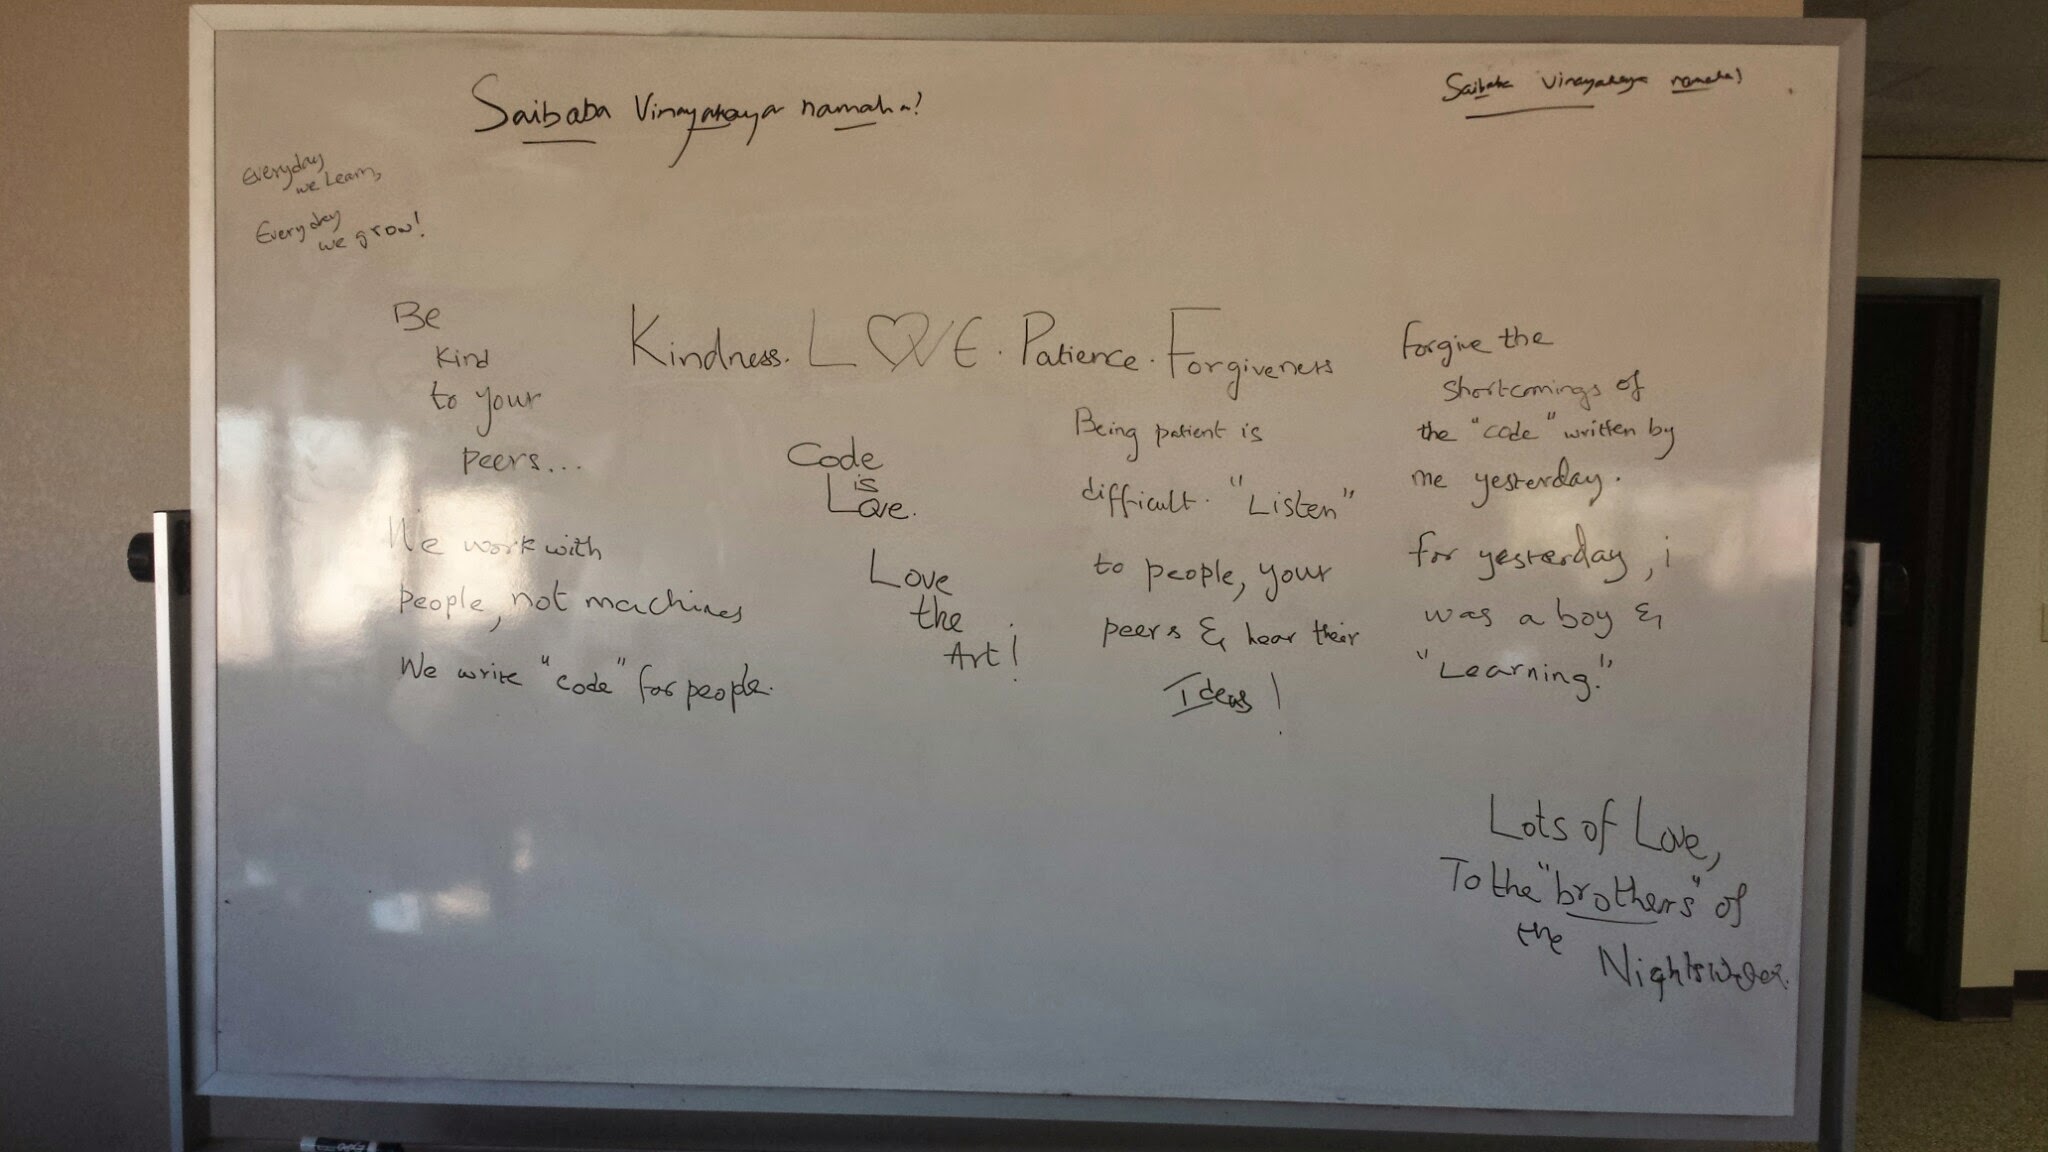 Saibaba Vinayakaya namaha!
Saibaba Vinayakaya namaha!
Everyday
we Learn,
Everyday
we grow!
Kindness. LOVE. Patience. Forgiveness
Be
Kind
to your
peers...
We work with
people, not machines
We write "code" for people.
Code
is
Love.
Love
the
Art!
Being patient is
difficult. "Listen"
to people, your
peers & hear their
Ideas!
Forgive the
Shortcomings of
the "code" written by
me yesterday.
for yesterday, i
was a boy &
"Learning."
Lots of Love,
To the "brothers" of
the